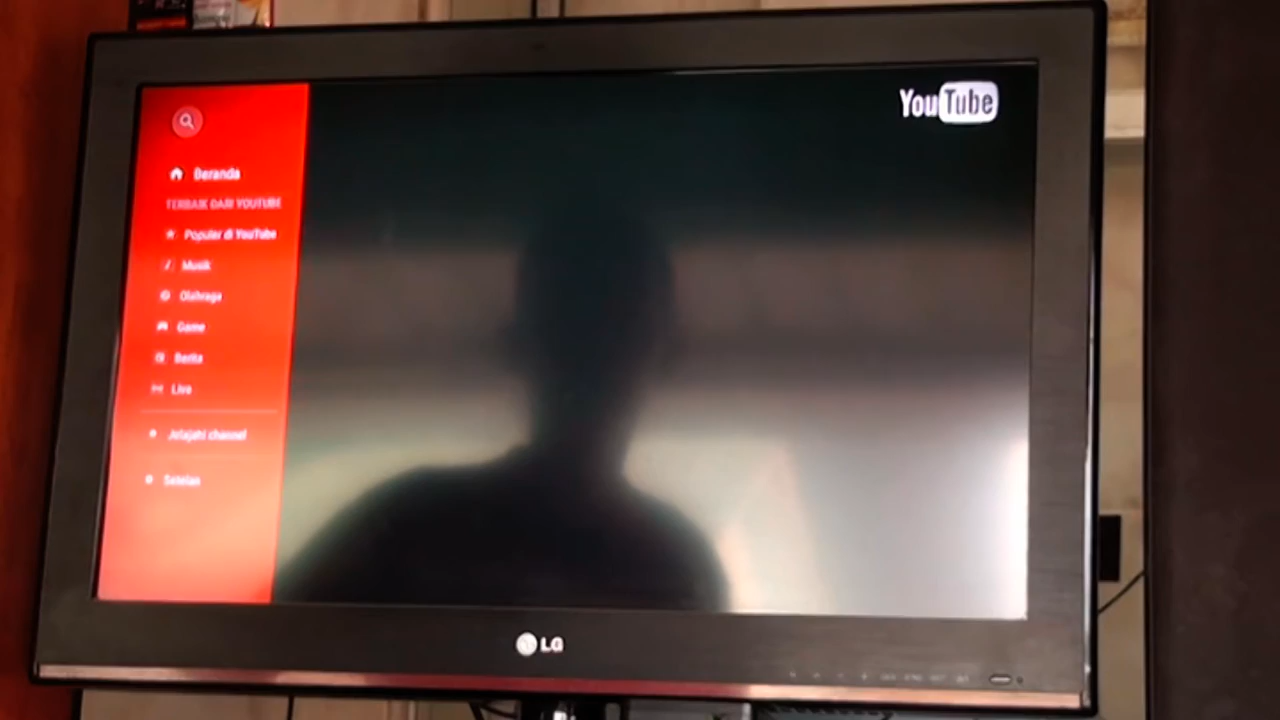 YouTube
Beranda
TERBAIK DARI YOUTUBE
Populer di YouTube
Musik
Olahraga
Game
Berita
Live
Jelajahi channel
Setelan
LG